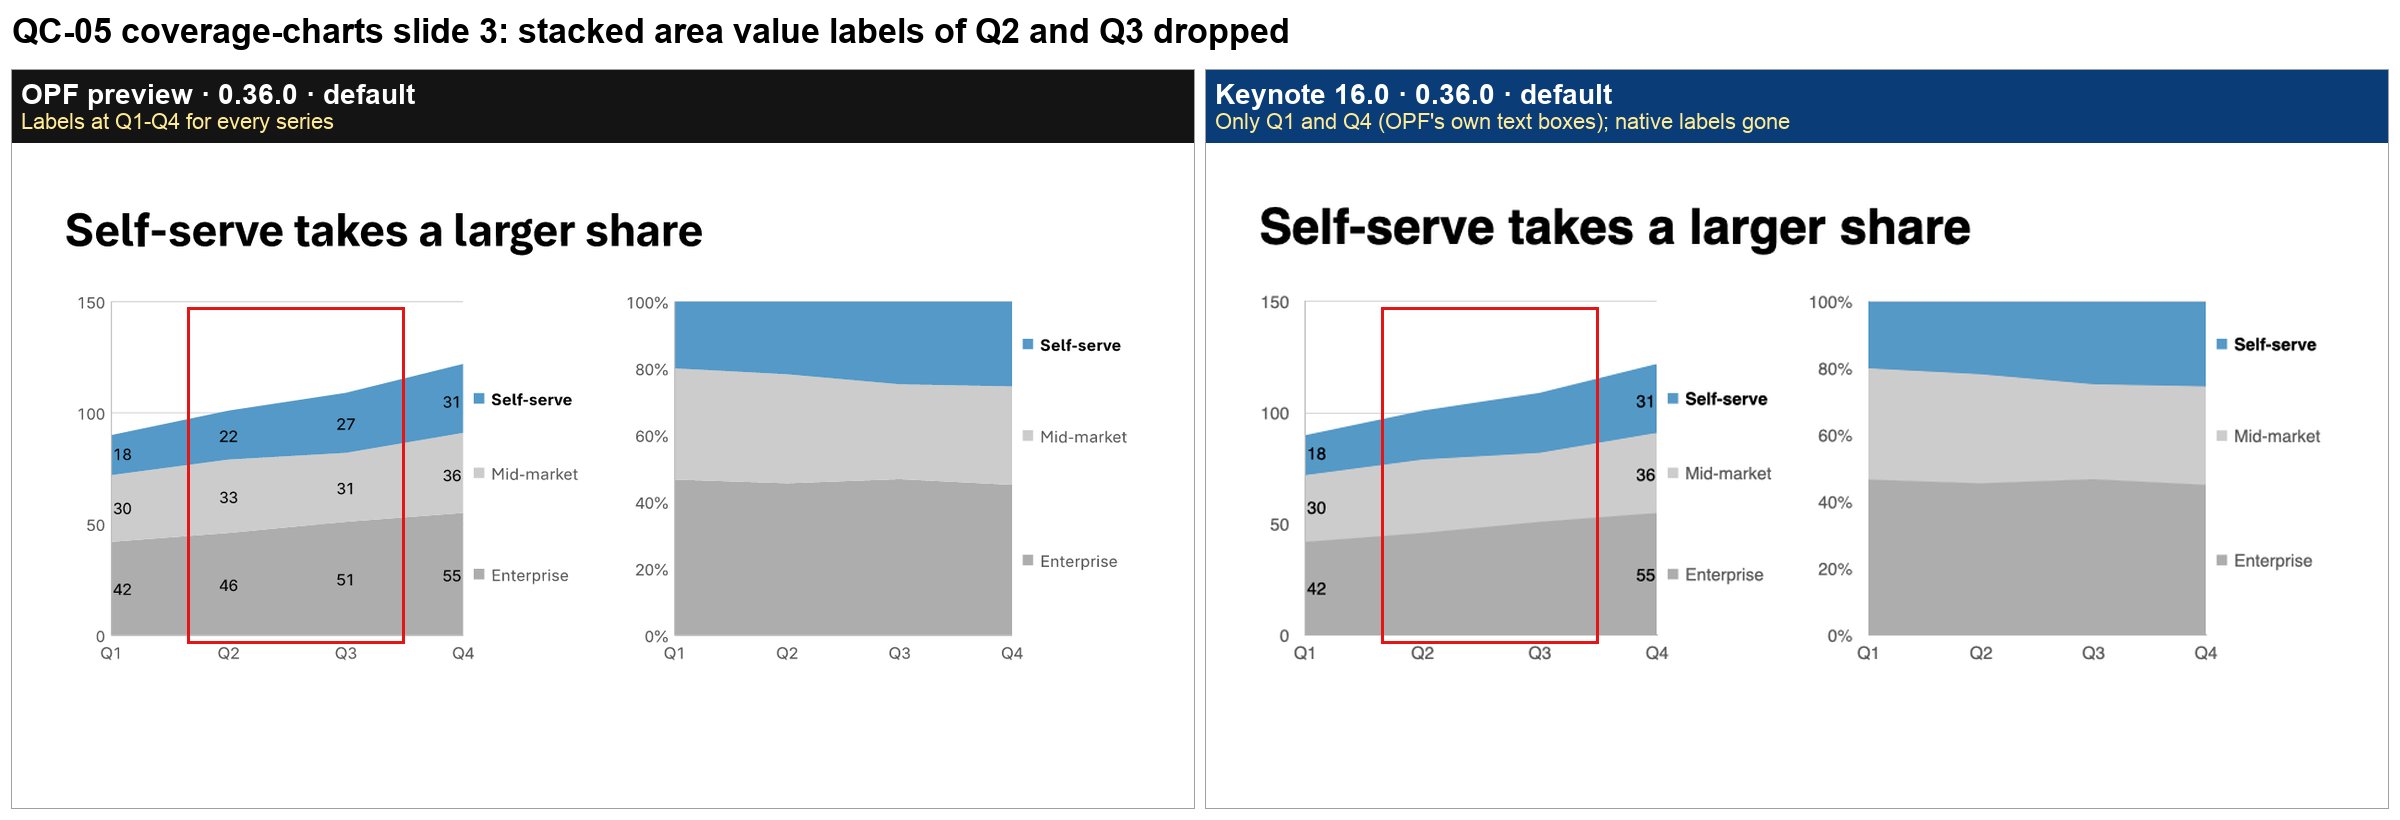 QC-05 coverage-charts slide 3: stacked area value labels of Q2 and Q3 dropped
OPF preview · 0.36.0 · default
Labels at Q1-Q4 for every series
Self-serve takes a larger share
150
100
50
0
18
22
27
31
30
33
31
36
42
46
51
55
Q1 Q2 Q3 Q4
Self-serve
Mid-market
Enterprise
100%
80%
60%
40%
20%
0%
Q1 Q2 Q3 Q4
Self-serve
Mid-market
Enterprise
Keynote 16.0 · 0.36.0 · default
Only Q1 and Q4 (OPF's own text boxes); native labels gone
Self-serve takes a larger share
150
100
50
0
18
31
30
36
42
55
Q1 Q2 Q3 Q4
Self-serve
Mid-market
Enterprise
100%
80%
60%
40%
20%
0%
Q1 Q2 Q3 Q4
Self-serve
Mid-market
Enterprise